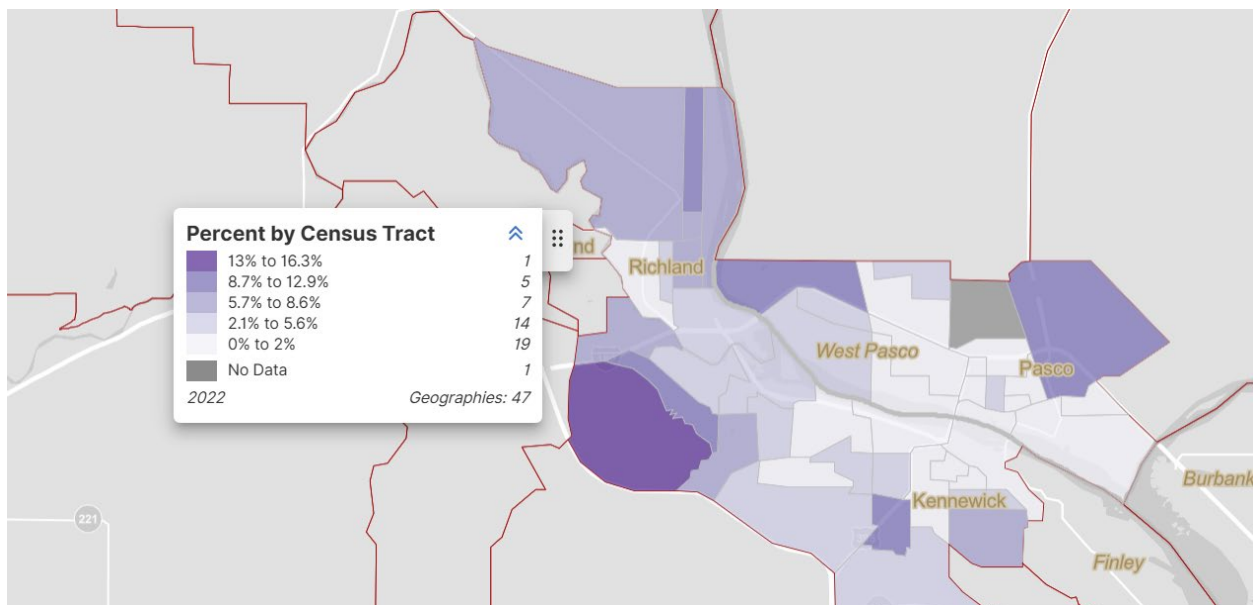 Percent by Census Tract
13% to 16.3% 1
8.7% to 12.9% 5
5.7% to 8.6% 7
2.1% to 5.6% 14
0% to 2% 19
No Data 1
2022 Geographies: 47
nd
Richland
West Pasco
Pasco
Kennewick
Burbank
Finley
221